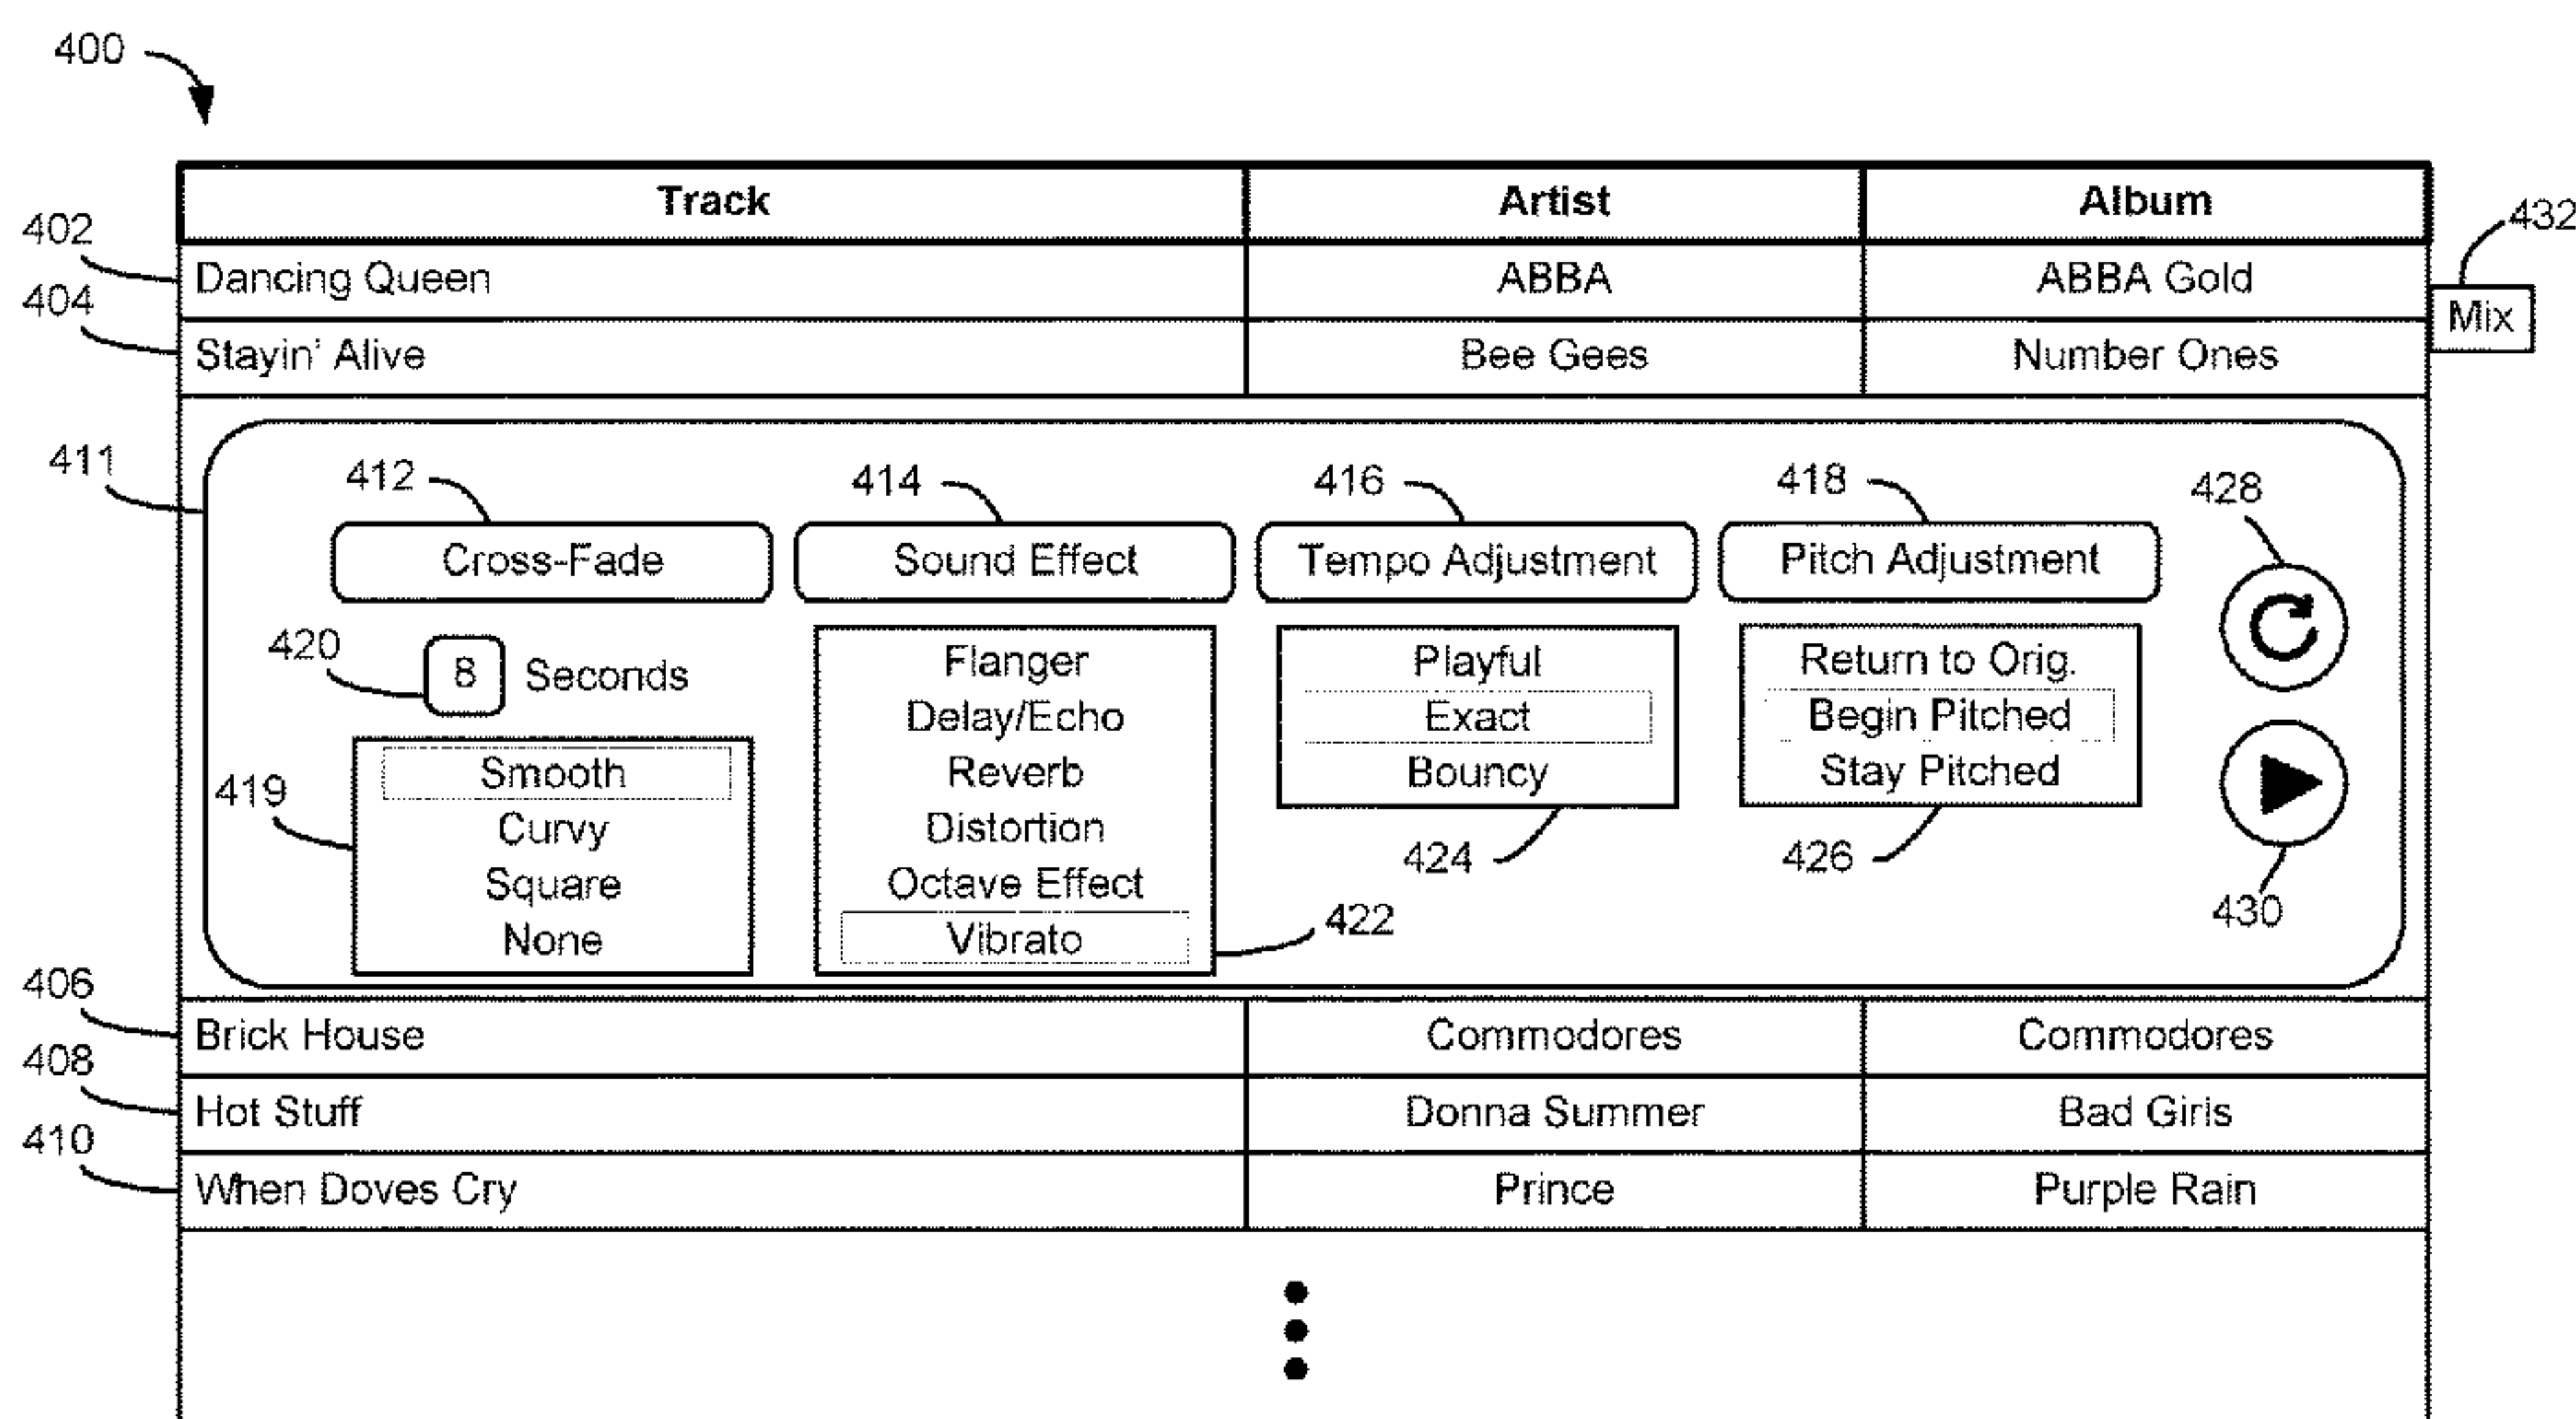 400
Track Artist Album
402 432
Dancing Queen ABBA ABBA Gold
404 Mix
Stayin' Alive Bee Gees Number Ones
411 412 414 416 418 428
Cross-Fade Sound Effect Tempo Adjustment Pitch Adjustment
420 8 Seconds Flanger Playful Return to Orig.
Delay/Echo Exact Begin Pitched
419 Smooth Reverb Bouncy Stay Pitched
Curvy Distortion 424 426
Square Octave Effect 430
None Vibrato 422
406
Brick House Commodores Commodores
408
Hot Stuff Donna Summer Bad Girls
410
When Doves Cry Prince Purple Rain